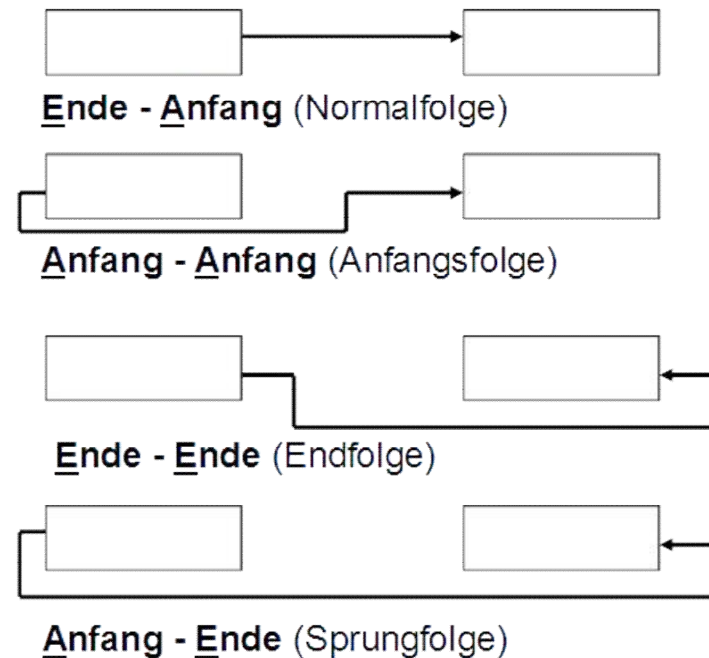 Ende - Anfang (Normalfolge)
Anfang - Anfang (Anfangsfolge)
Ende - Ende (Endfolge)
Anfang - Ende (Sprungfolge)